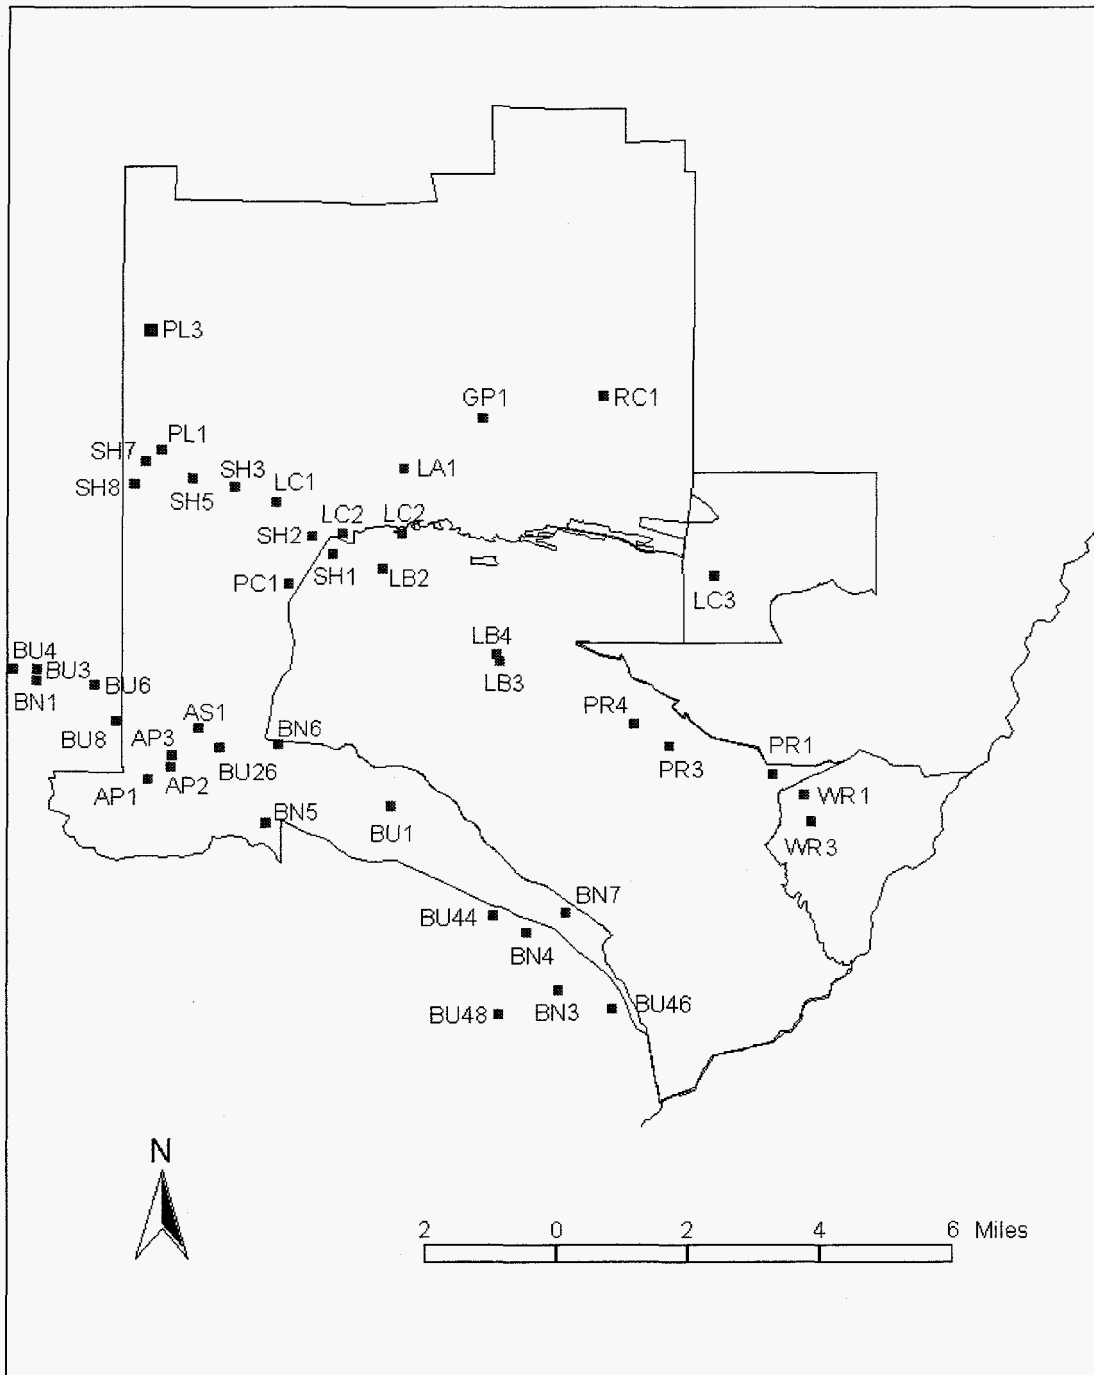 PL3
GP1
RC1
PL1
SH7
SH3
LA1
SH8
SH5
LC1
LC2
LC2
SH2
SH1
LB2
PC1
LC3
LB4
BU4
BU3
LB3
BN1
BU6
PR4
AS1
BN6
BU8
AP3
PR1
BU26
PR3
AP2
AP1
WR1
BN5
BU1
WR3
BN7
BU44
BN4
BU46
BN3
BU48
N
2 0 2 4 6 Miles